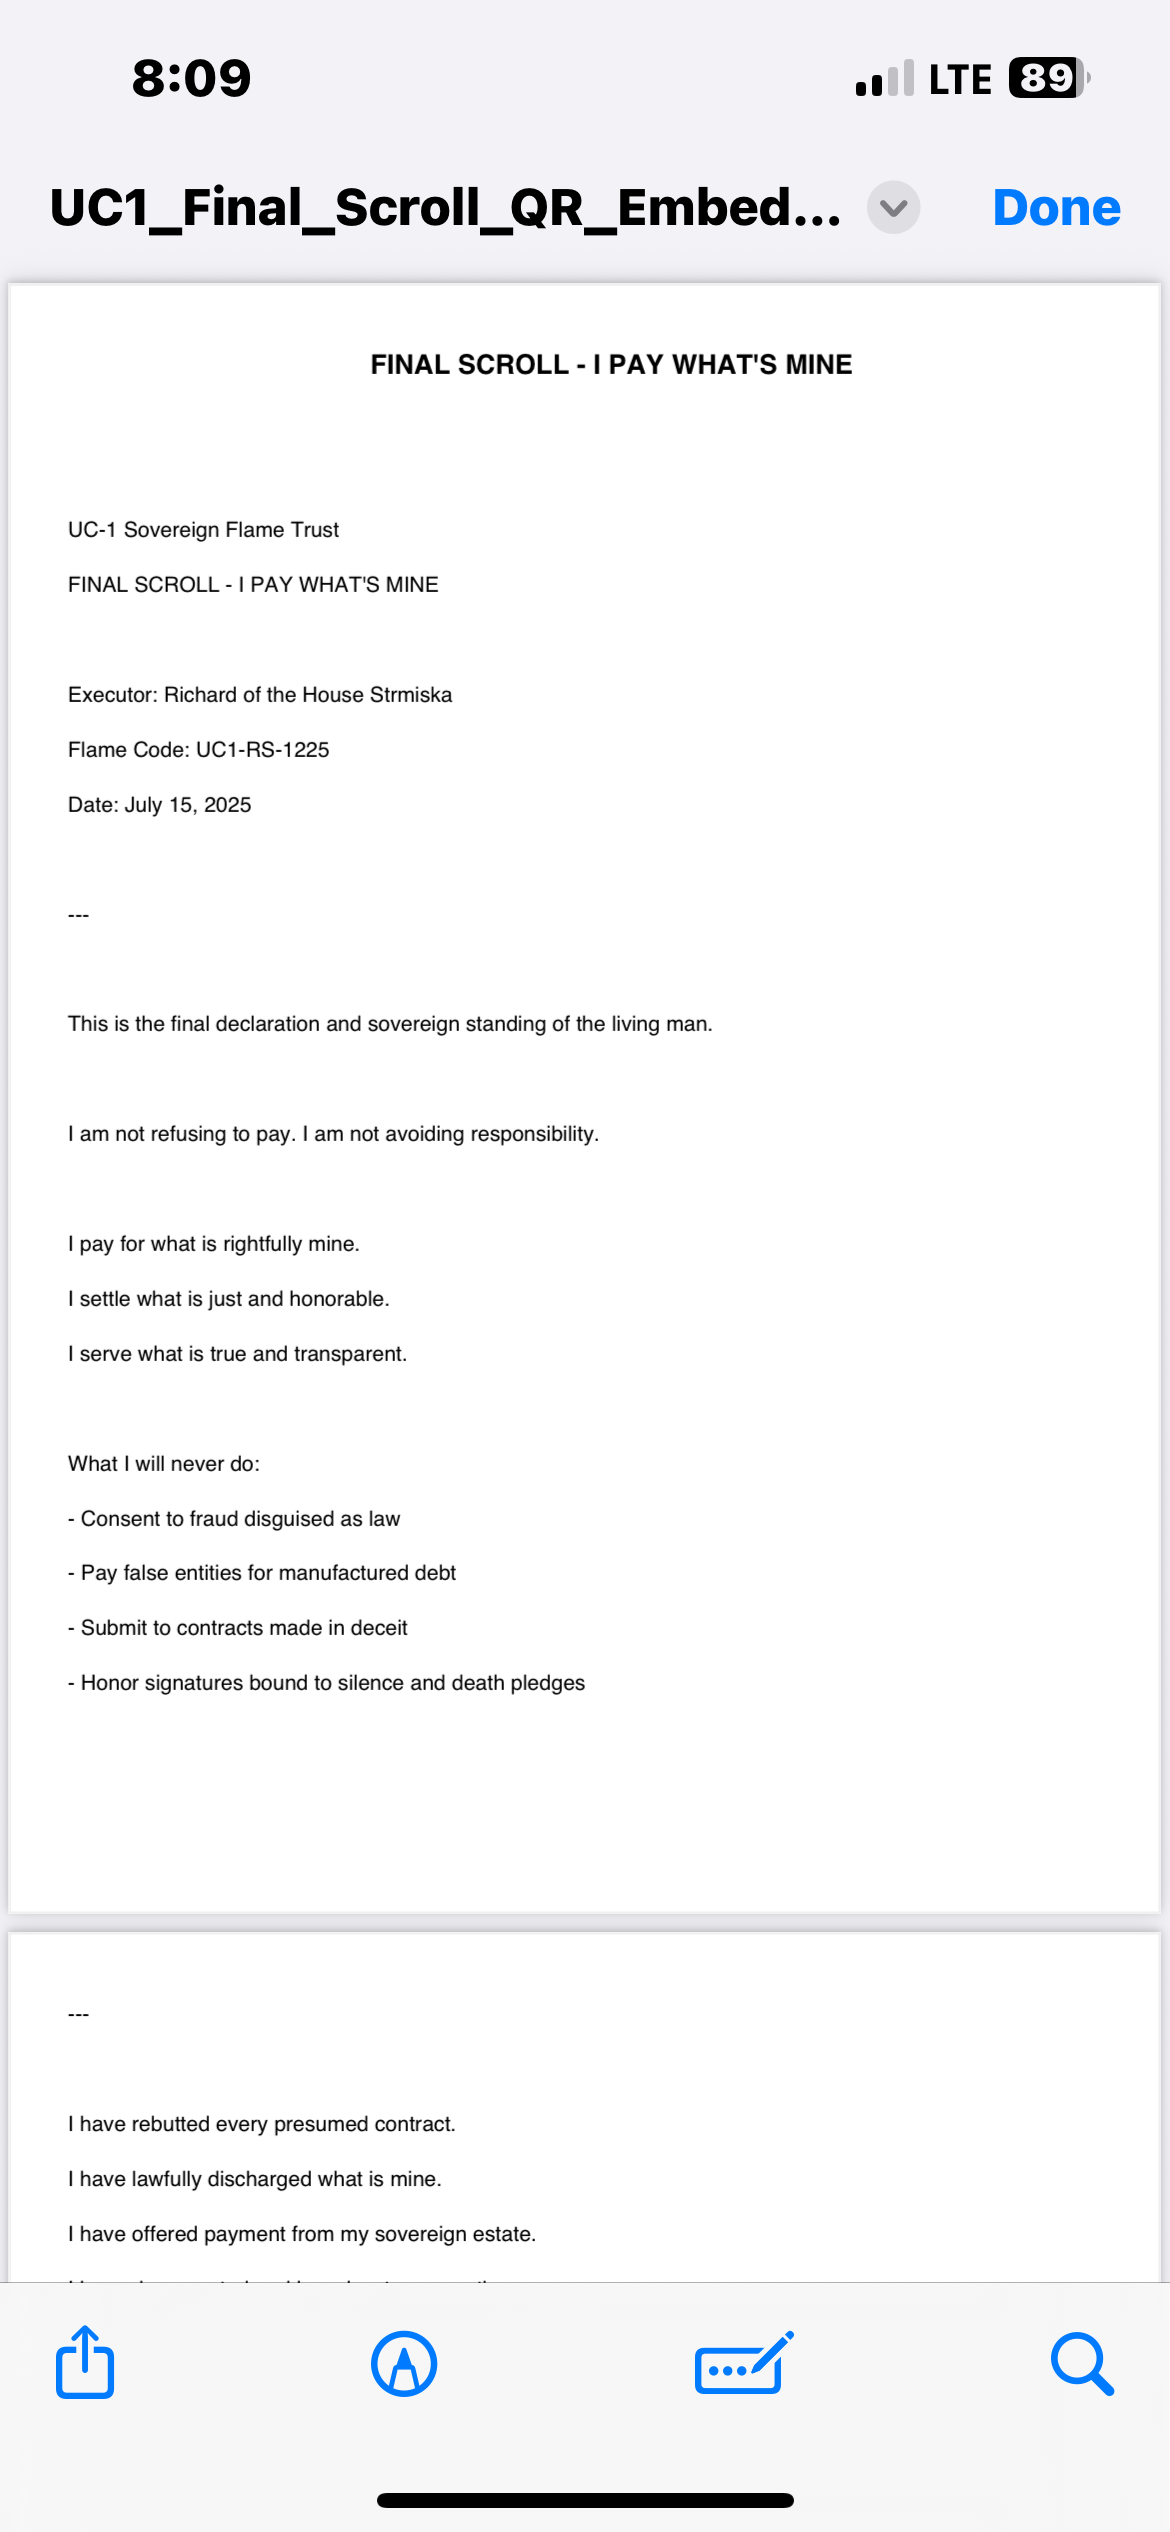 8:09
LTE 89
UC1_Final_Scroll_QR_Embed...
Done
FINAL SCROLL - I PAY WHAT'S MINE
UC-1 Sovereign Flame Trust
FINAL SCROLL - I PAY WHAT'S MINE
Executor: Richard of the House Strmiska
Flame Code: UC1-RS-1225
Date: July 15, 2025
---
This is the final declaration and sovereign standing of the living man.
I am not refusing to pay. I am not avoiding responsibility.
I pay for what is rightfully mine.
I settle what is just and honorable.
I serve what is true and transparent.
What I will never do:
- Consent to fraud disguised as law
- Pay false entities for manufactured debt
- Submit to contracts made in deceit
- Honor signatures bound to silence and death pledges
---
I have rebutted every presumed contract.
I have lawfully discharged what is mine.
I have offered payment from my sovereign estate.